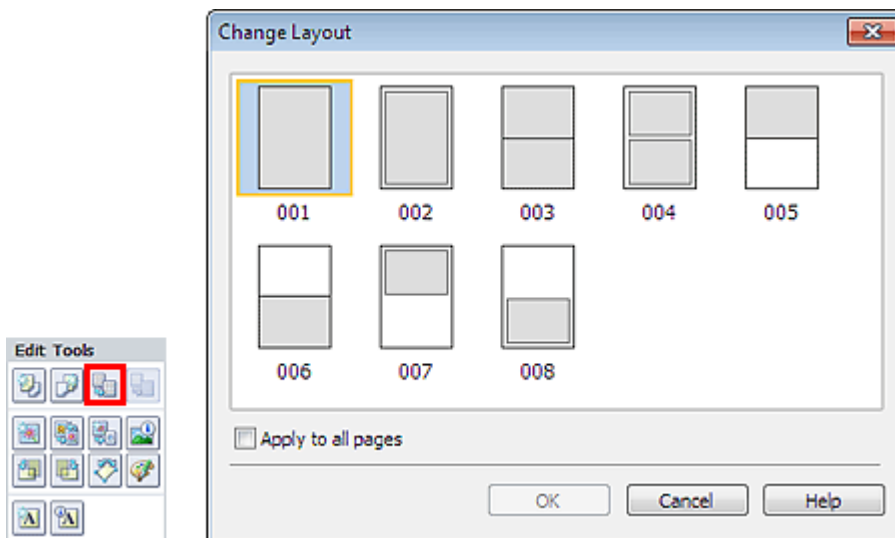 Change Layout
001 002 003 004 005
006 007 008
Edit Tools
Apply to all pages
OK Cancel Help
A A